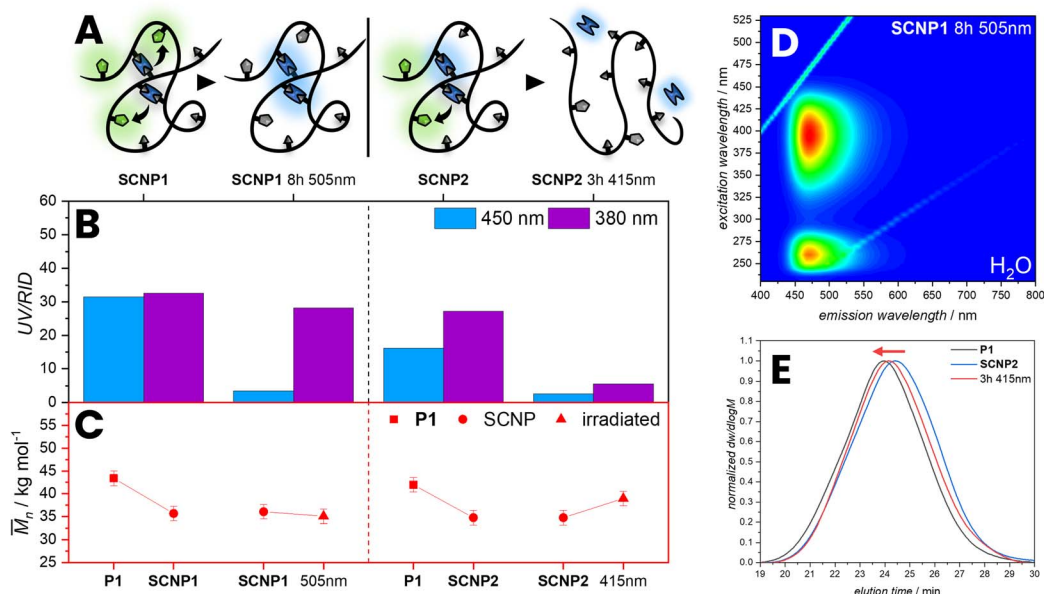 A
SCNP1
SCNP1 8h 505nm
SCNP2
SCNP2 3h 415nm
B
450 nm
380 nm
UV/RID
60
50
40
30
20
10
0
C
P1
SCNP
irradiated
M̅n / kg mol⁻¹
55
50
45
40
35
30
25
P1
SCNP1
SCNP1
505nm
P1
SCNP2
SCNP2
415nm
D
SCNP1 8h 505nm
H₂O
excitation wavelength / nm
525
500
475
450
425
400
375
350
325
300
275
250
400 450 500 550 600 650 700 750 800
emission wavelength / nm
E
P1
SCNP2
3h 415nm
normalized dw/dlogM
1.1
1.0
0.9
0.8
0.7
0.6
0.5
0.4
0.3
0.2
0.1
0.0
19 20 21 22 23 24 25 26 27 28 29 30
elution time / min